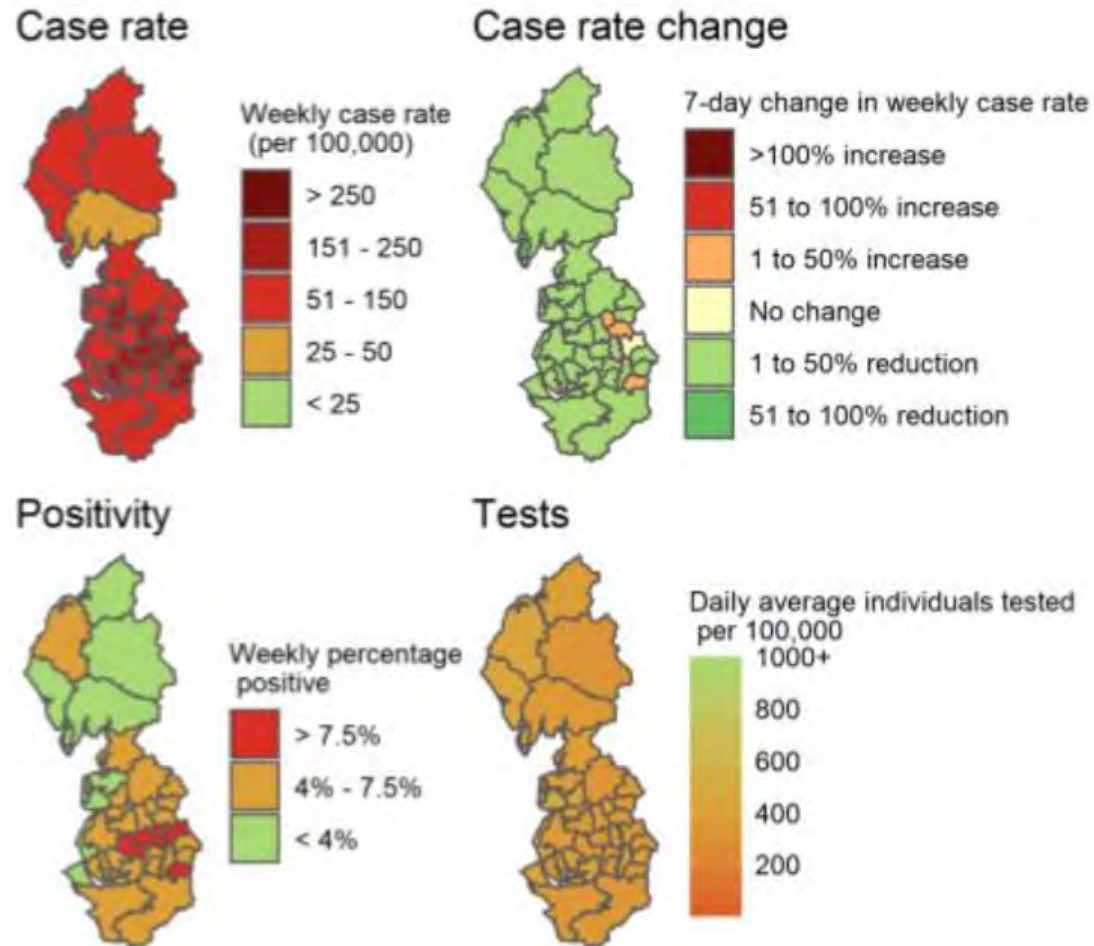 Case rate
Weekly case rate
(per 100,000)
> 250
151 - 250
51 - 150
25 - 50
< 25
Case rate change
7-day change in weekly case rate
>100% increase
51 to 100% increase
1 to 50% increase
No change
1 to 50% reduction
51 to 100% reduction
Positivity
Weekly percentage
positive
> 7.5%
4% - 7.5%
< 4%
Tests
Daily average individuals tested
per 100,000
1000+
800
600
400
200